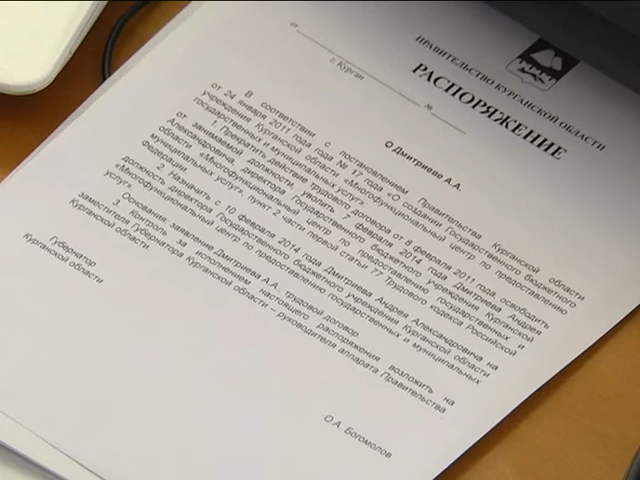 ПРАВИТЕЛЬСТВО КУРГАНСКОЙ ОБЛАСТИ
РАСПОРЯЖЕНИЕ
от № 
г. Курган
О Дмитриеве А.А.
В соответствии с постановлением Правительства Курганской области
от 24 января 2011 года № 17 года «О создании Государственного бюджетного
учреждения Курганской области «Многофункциональный центр по предоставлению
государственных и муниципальных услуг»
1. Прекратить действие трудового договора от 8 февраля 2011 года, освободить
от занимаемой должности, уволить 7 февраля 2014 года Дмитриева Андрея
Александровича, директора Государственного бюджетного учреждения Курганской
области «Многофункциональный центр по предоставлению государственных и
муниципальных услуг», пункт 2 части первой статьи 77 Трудового кодекса Российской
Федерации.
2. Назначить с 10 февраля 2014 года Дмитриева Андрея Александровича на
должность директора Государственного бюджетного учреждения Курганской области
«Многофункциональный центр по предоставлению государственных и муниципальных
услуг».
Основания: заявление Дмитриева А.А., трудовой договор.
3. Контроль за исполнением настоящего распоряжения возложить на
заместителя Губернатора Курганской области – руководителя аппарата Правительства
Курганской области
Губернатор
Курганской области
О.А. Богомолов